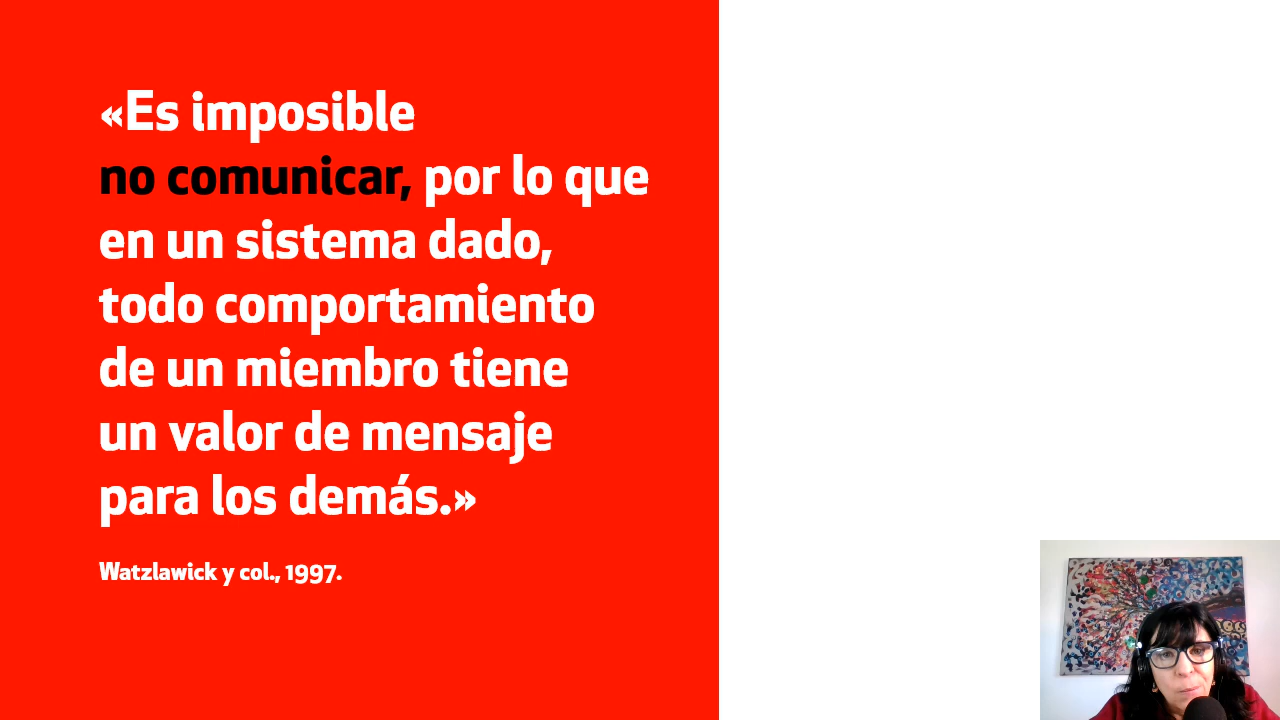 «Es imposible
no comunicar, por lo que
en un sistema dado,
todo comportamiento
de un miembro tiene
un valor de mensaje
para los demás.»
Watzlawick y col., 1997.